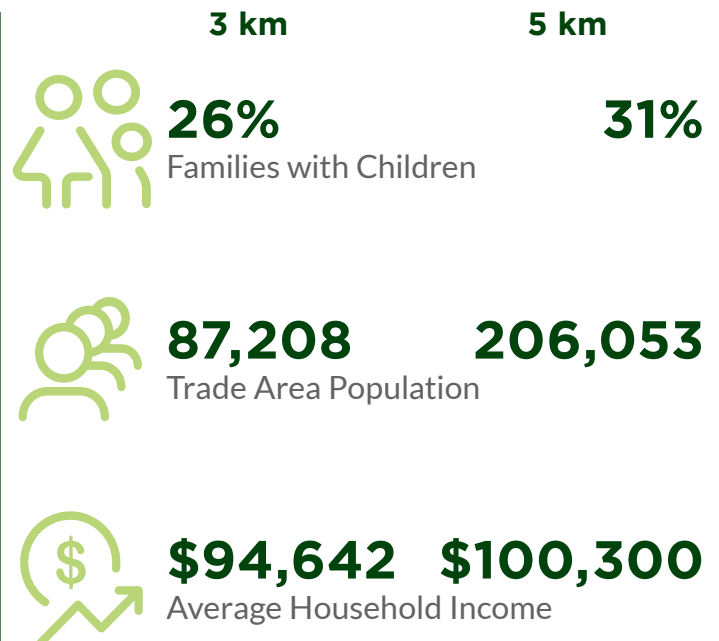 3 km 5 km
26% 31%
Families with Children
87,208 206,053
Trade Area Population
$
$94,642 $100,300
Average Household Income